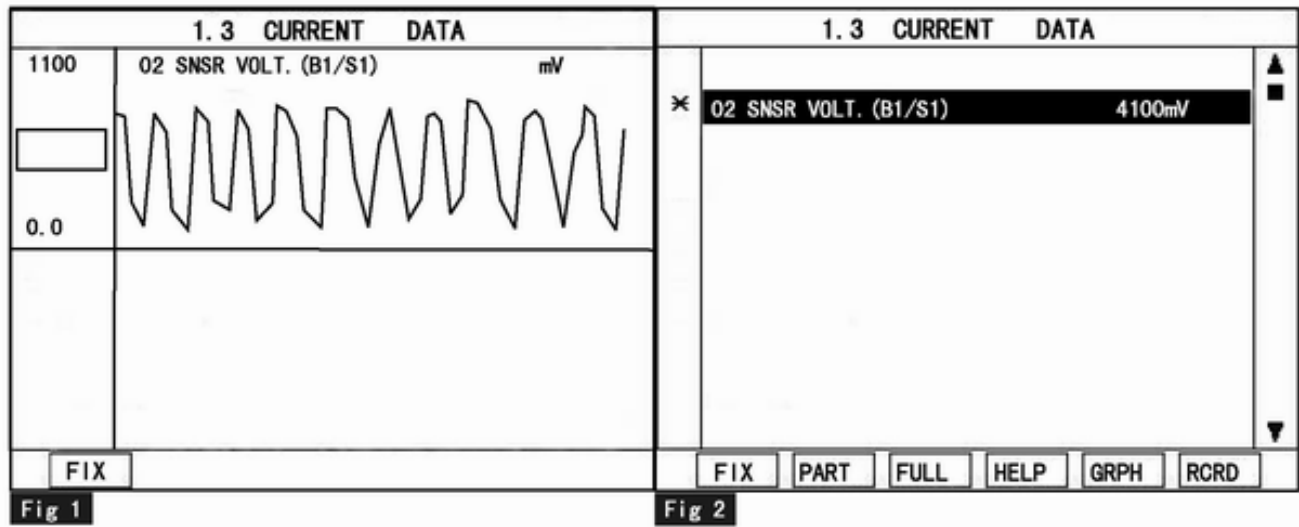 1.3 CURRENT DATA
1100
O2 SNSR VOLT. (B1/S1) mV
0.0
FIX
Fig 1
1.3 CURRENT DATA
* O2 SNSR VOLT. (B1/S1) 4100mV
FIX PART FULL HELP GRPH RCRD
Fig 2